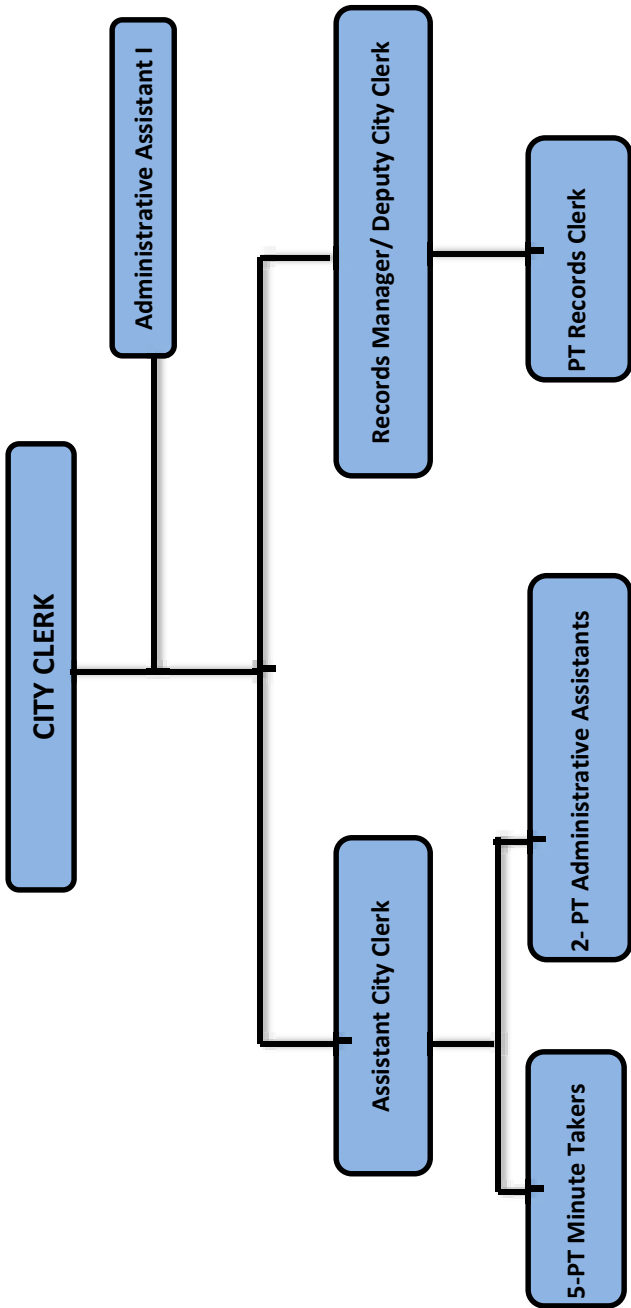 CITY CLERK
Administrative Assistant I
Assistant City Clerk
Records Manager/ Deputy City Clerk
5-PT Minute Takers
2- PT Administrative Assistants
PT Records Clerk